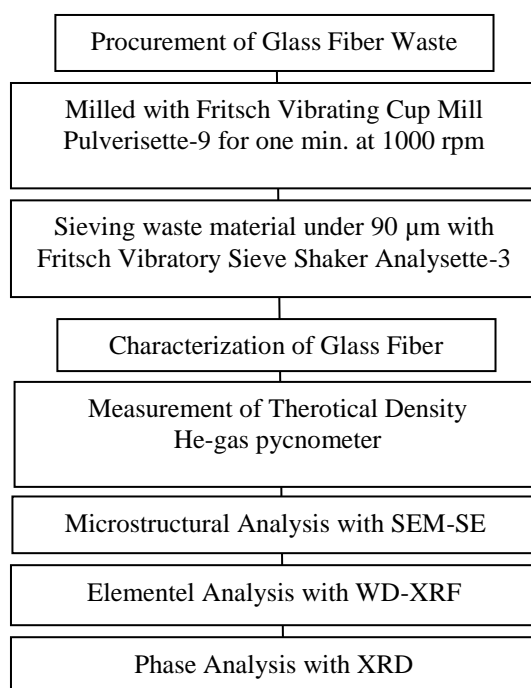 Procurement of Glass Fiber Waste
Milled with Fritsch Vibrating Cup Mill
Pulverisette-9 for one min. at 1000 rpm
Sieving waste material under 90 µm with
Fritsch Vibratory Sieve Shaker Analysette-3
Characterization of Glass Fiber
Measurement of Therotical Density
He-gas pycnometer
Microstructural Analysis with SEM-SE
Elementel Analysis with WD-XRF
Phase Analysis with XRD